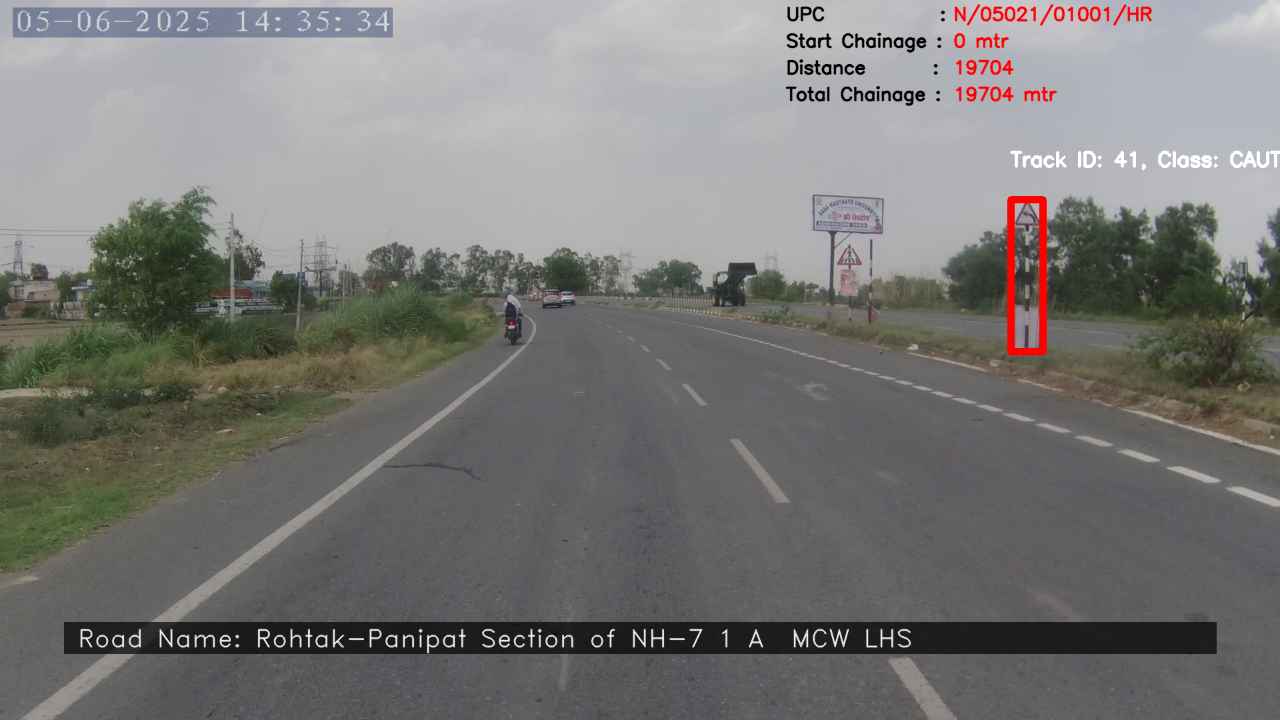 05-06-2025 14:35:34
UPC : N/05021/01001/HR
Start Chainage : 0 mtr
Distance : 19704
Total Chainage : 19704 mtr
Track ID: 41, Class: CAUT
Road Name: Rohtak-Panipat Section of NH-7 1 A MCW LHS